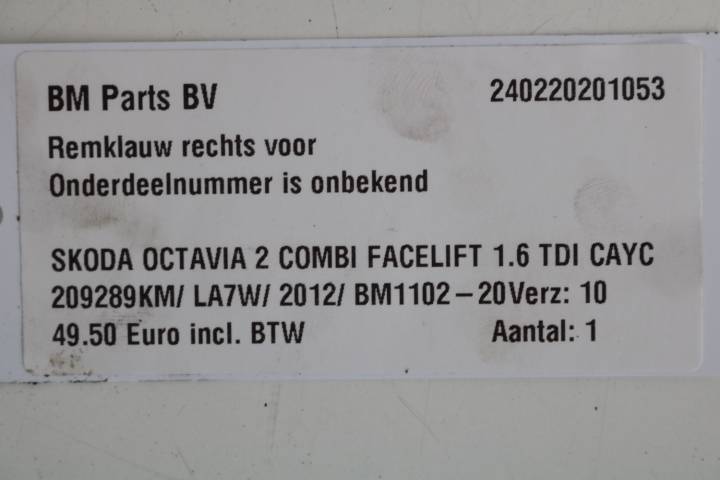 BM Parts BV 240220201053
Remklauw rechts voor
Onderdeelnummer is onbekend
SKODA OCTAVIA 2 COMBI FACELIFT 1.6 TDI CAYC
209289KM/ LA7W/ 2012/ BM1102-20Verz: 10
49.50 Euro incl. BTW Aantal: 1